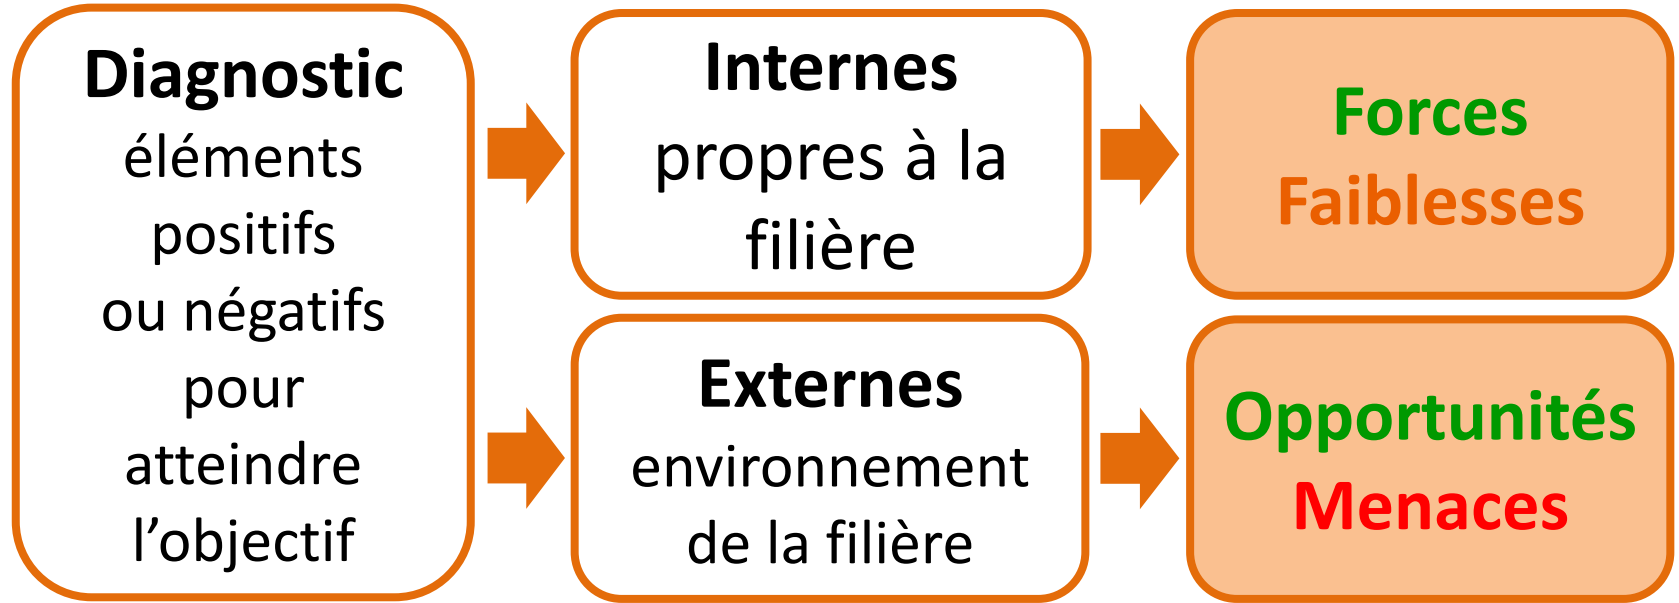 Diagnostic
éléments
positifs
ou négatifs
pour
atteindre
l’objectif
Internes
propres à la
filière
Forces
Faiblesses
Externes
environnement
de la filière
Opportunités
Menaces